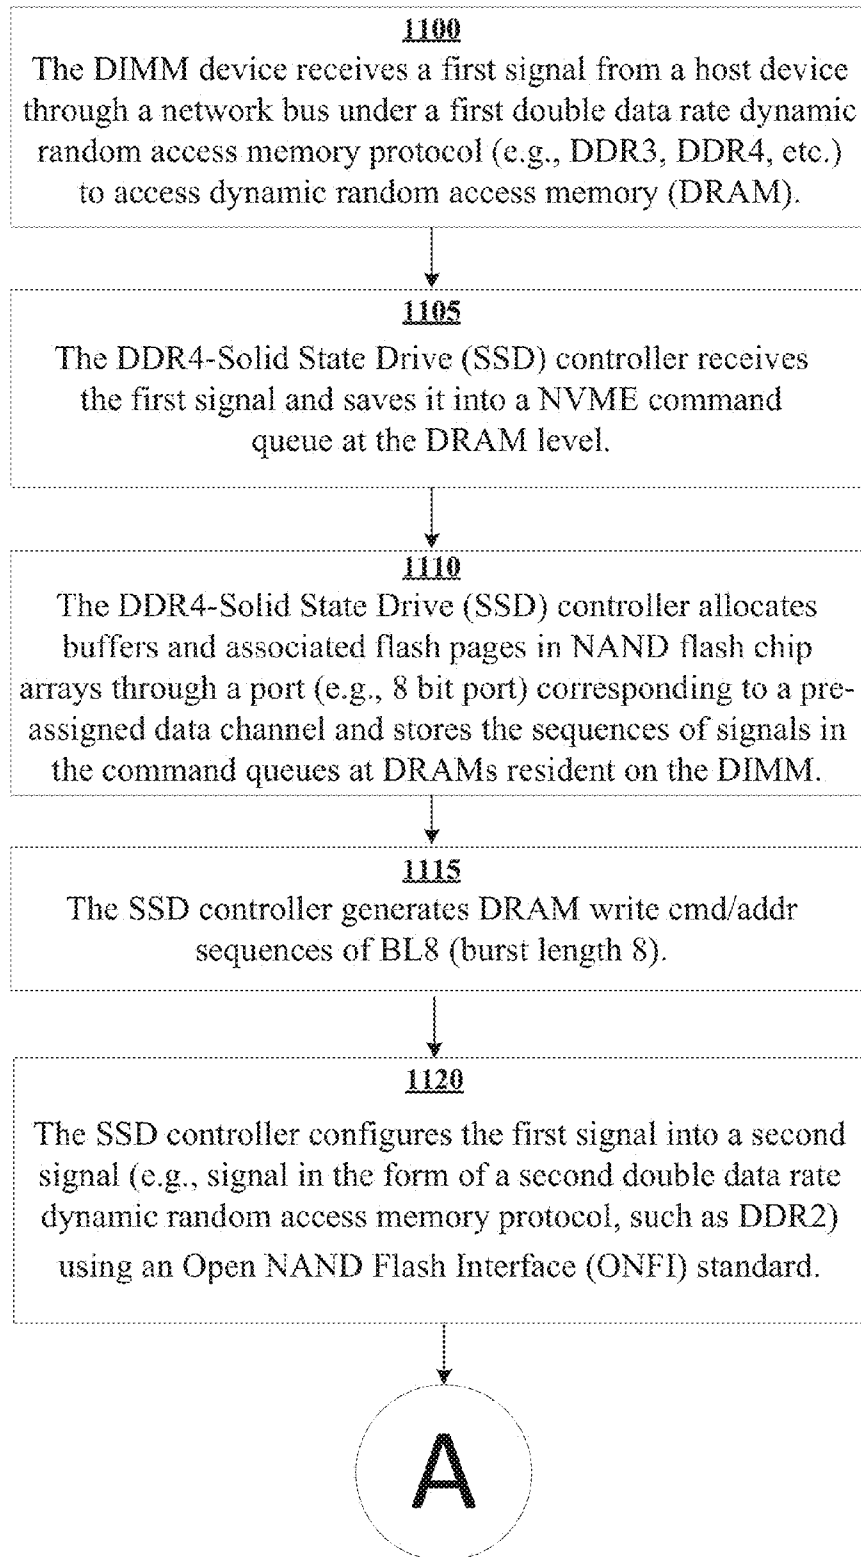 1100
The DIMM device receives a first signal from a host device
through a network bus under a first double data rate dynamic
random access memory protocol (e.g., DDR3, DDR4, etc.)
to access dynamic random access memory (DRAM).
1105
The DDR4-Solid State Drive (SSD) controller receives
the first signal and saves it into a NVME command
queue at the DRAM level.
1110
The DDR4-Solid State Drive (SSD) controller allocates
buffers and associated flash pages in NAND flash chip
arrays through a port (e.g., 8 bit port) corresponding to a pre-
assigned data channel and stores the sequences of signals in
the command queues at DRAMs resident on the DIMM.
1115
The SSD controller generates DRAM write cmd/addr
sequences of BL8 (burst length 8).
1120
The SSD controller configures the first signal into a second
signal (e.g., signal in the form of a second double data rate
dynamic random access memory protocol, such as DDR2)
using an Open NAND Flash Interface (ONFI) standard.
A